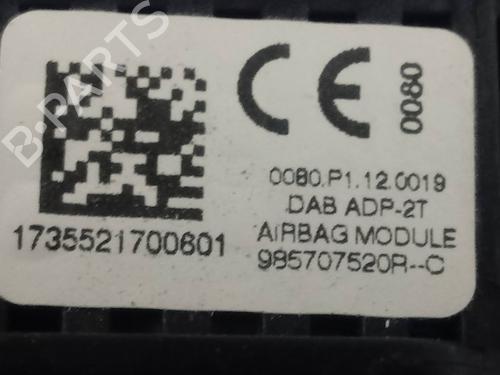 B-PARTS
CE
0080
0080.P1.12.0019
DAB ADP-2T
AIRBAG MODULE
985707520R--C
1735521700601